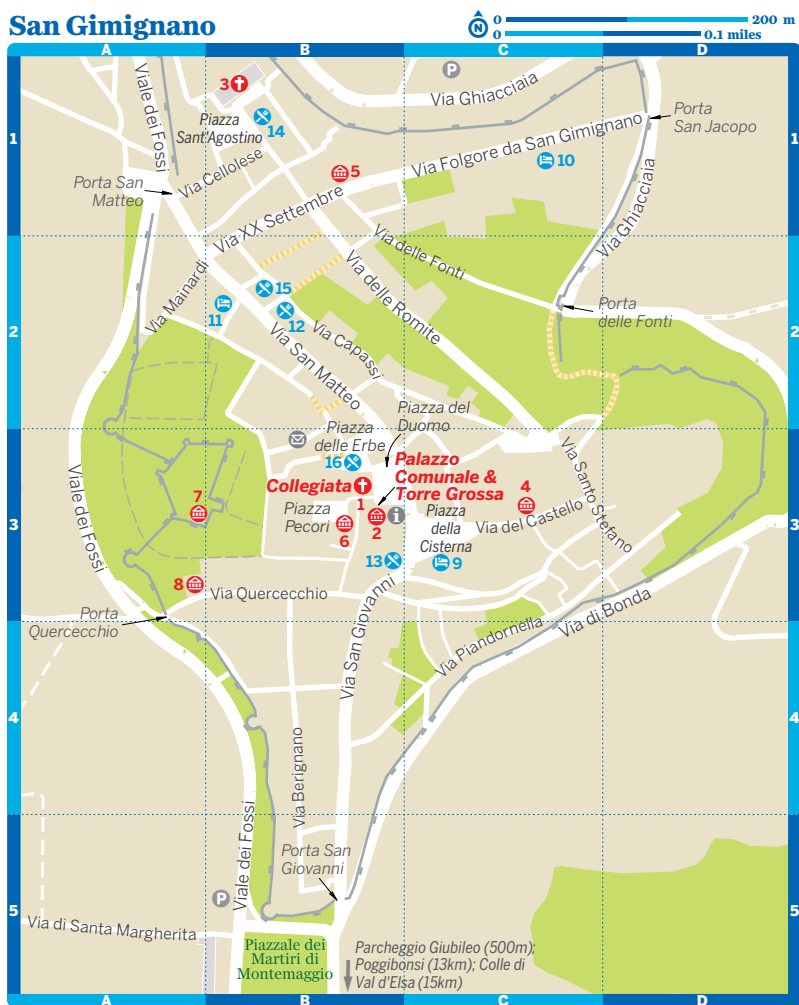 San Gimignano
N
0 200 m
0 0.1 miles
A B C D
1
1
2
2
3
3
4
4
5
5
A B C D
Viale dei Fossi
3
Piazza
Sant'Agostino
14
P
Via Ghiacciaia
Porta
San Jacopo
Via Folgore da San Gimignano
10
5
Via Cellolese
Porta San
Matteo
Via XX Settembre
Via Ghiacciaia
Via delle Fonti
Via delle Romite
Via Mainardi
15
11
12
Via Capassi
Via San Matteo
Porta
delle Fonti
Piazza del
Duomo
Piazza
delle Erbe
16
Palazzo
Comunale &
Torre Grossa
Collegiata
1
2
i
4
Piazza
Pecori
6
Piazza
della
Cisterna
Via del Castello
Via Santo Stefano
13
9
7
8
Viale dei Fossi
Via Quercecchio
Porta
Quercecchio
Via San Giovanni
Via Piandornella
Via di Bonda
Via Berignano
Viale dei Fossi
Porta San
Giovanni
P
Via di Santa Margherita
Piazzale dei
Martiri di
Montemaggio
Parcheggio Giubileo (500m);
Poggibonsi (13km); Colle di
Val d'Elsa (15km)